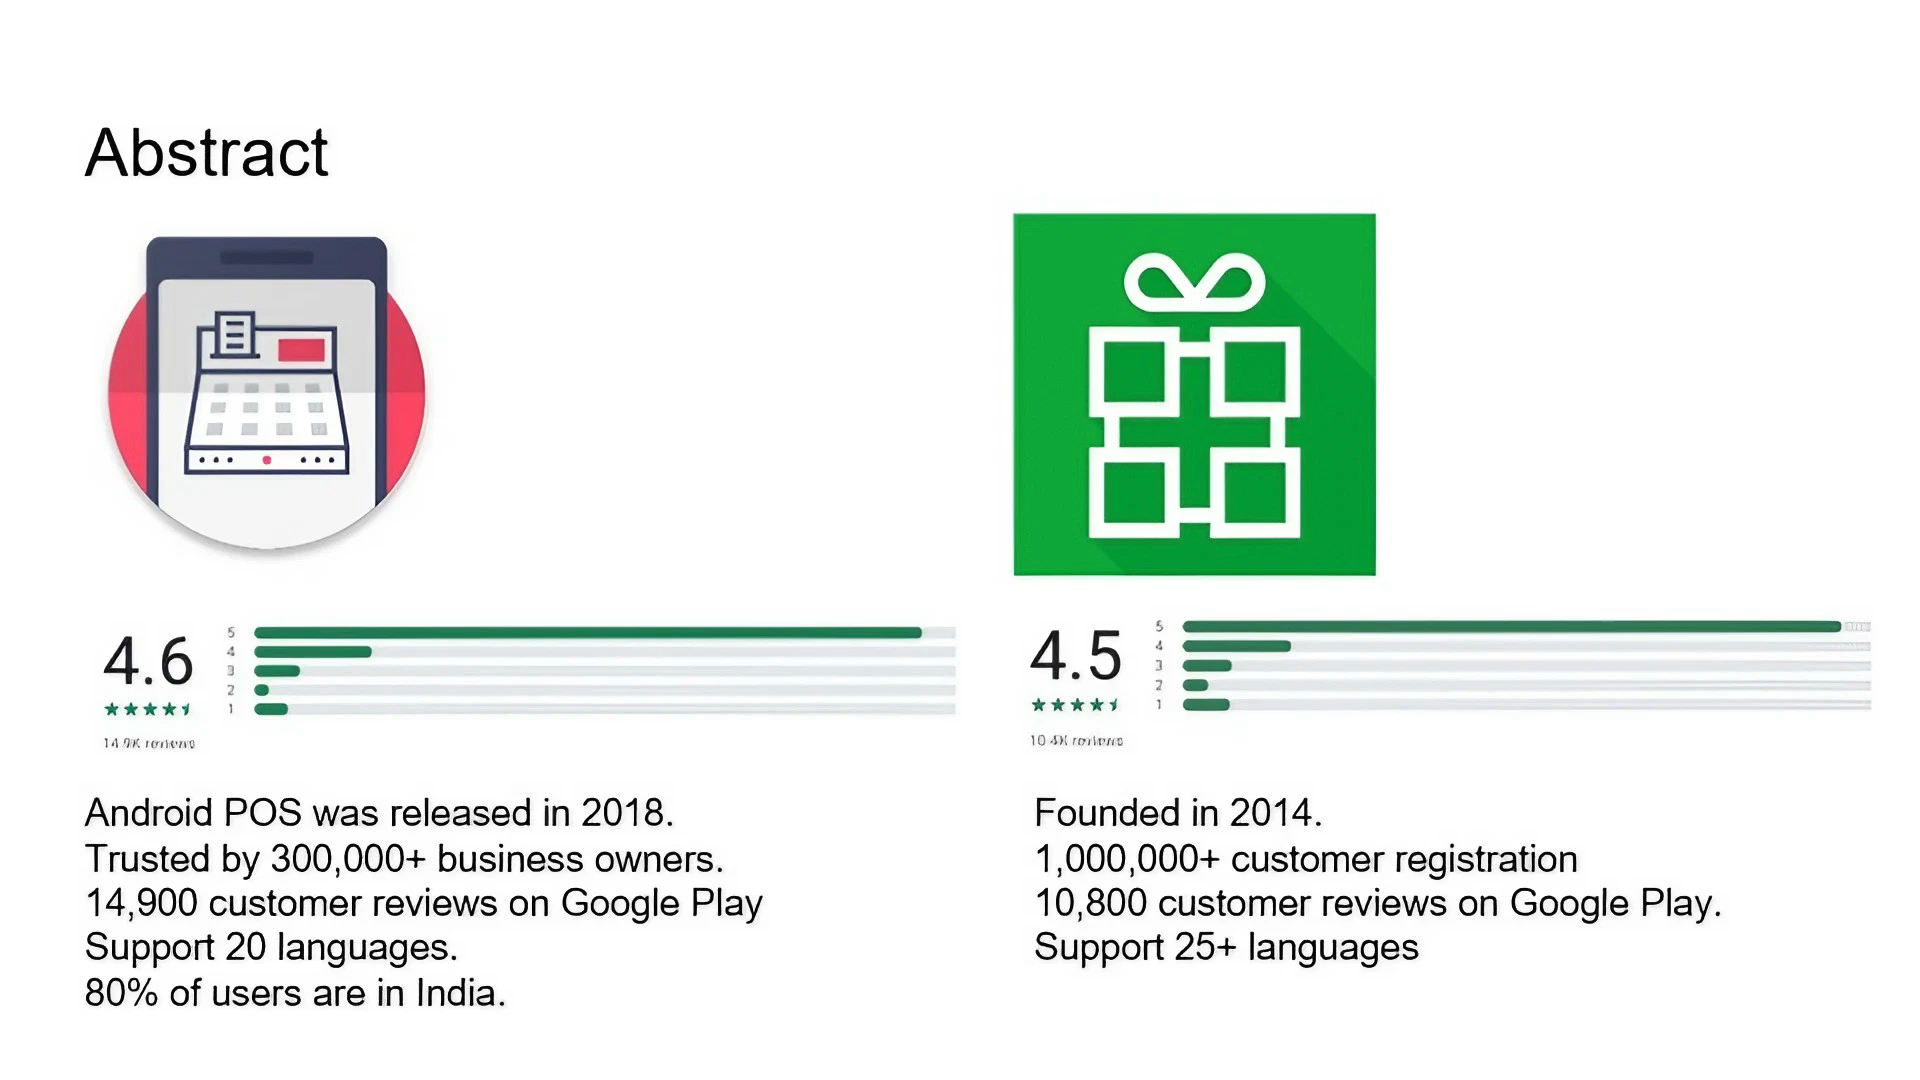 Abstract
4.6
5
4
3
2
1
Android POS was released in 2018.
Trusted by 300,000+ business owners.
14,900 customer reviews on Google Play
Support 20 languages.
80% of users are in India.
4.5
5
4
3
2
1
Founded in 2014.
1,000,000+ customer registration
10,800 customer reviews on Google Play.
Support 25+ languages